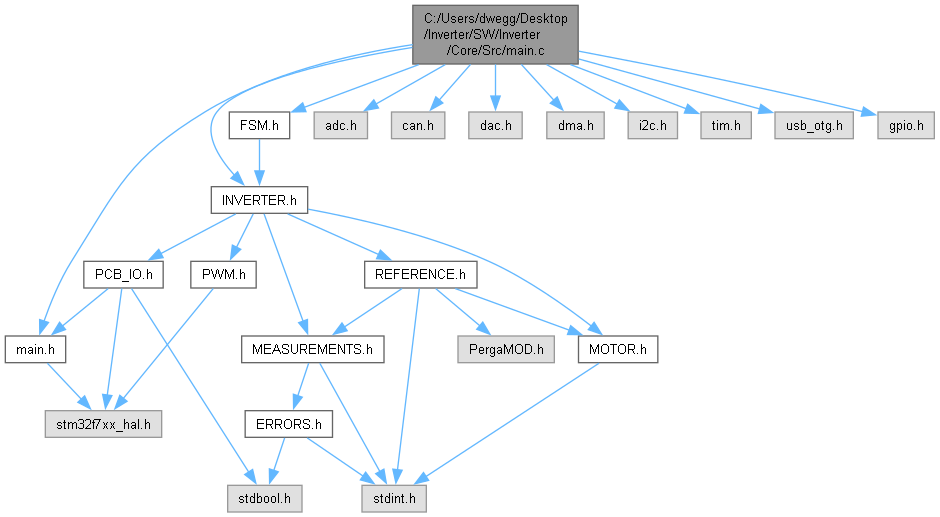 C:/Users/dwegg/Desktop
/Inverter/SW/Inverter
/Core/Src/main.c
FSM.h
adc.h
can.h
dac.h
dma.h
i2c.h
tim.h
usb_otg.h
gpio.h
INVERTER.h
PCB_IO.h
PWM.h
REFERENCE.h
main.h
MEASUREMENTS.h
PergaMOD.h
MOTOR.h
stm32f7xx_hal.h
ERRORS.h
stdbool.h
stdint.h